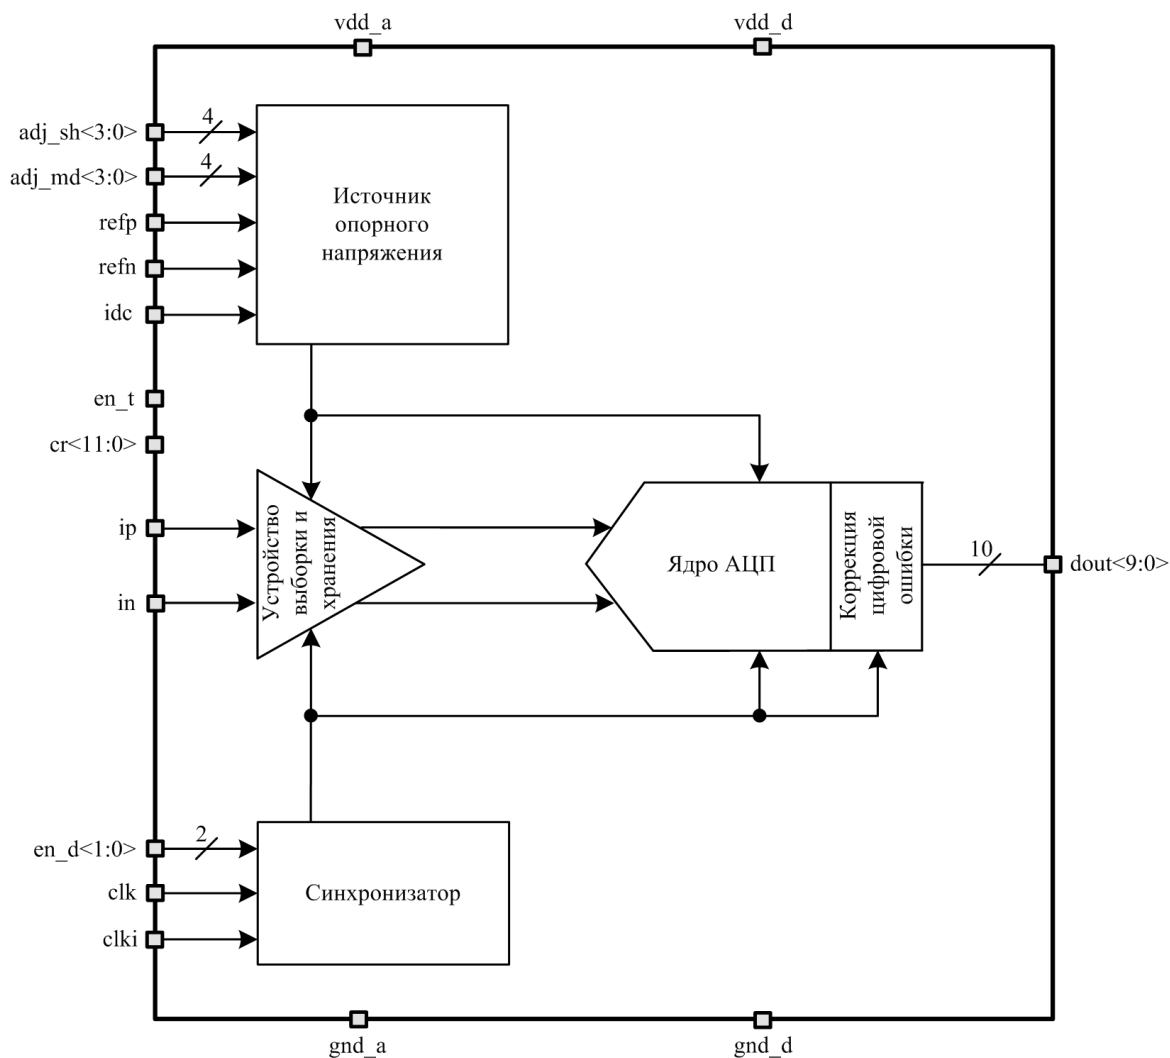 vdd_a
vdd_d
adj_sh<3:0>
4
adj_md<3:0>
4
refp
refn
idc
Источник
опорного
напряжения
en_t
cr<11:0>
ip
in
Устройство
выборки и
хранения
Ядро АЦП
Коррекция
цифровой
ошибки
10
dout<9:0>
en_d<1:0>
2
clk
clki
Синхронизатор
gnd_a
gnd_d